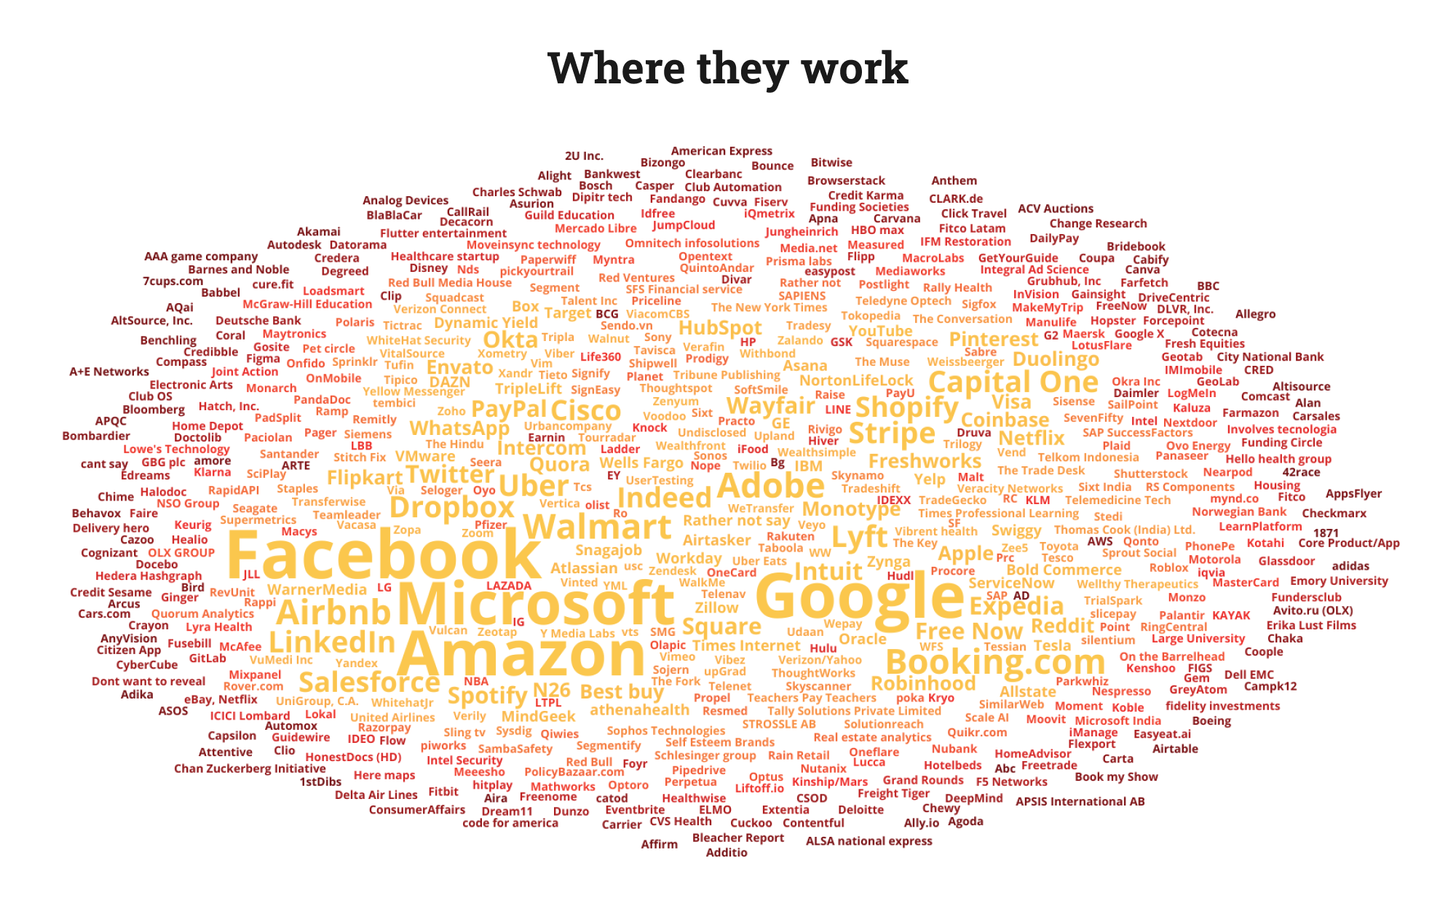 Where they work
American Express
2U Inc. Bizongo Bounce Bitwise
Alight Bankwest Clearbanc Browserstack Anthem
Charles Schwab Bosch Casper Club Automation Credit Karma CLARK.de
Analog Devices Asurion Dipitr tech Fandango Cuvva Fiserv Funding Societies ACV Auctions
BlaBlaCar CallRail Guild Education Idfree iQmetrix Apna Carvana Click Travel Change Research
Decacorn Mercado Libre JumpCloud Jungheinrich HBO max Fitco Latam
Akamai Flutter entertainment Moveinsync technology Omnitech infosolutions Media.net Measured IFM Restoration DailyPay Bridebook
Autodesk Datorama Healthcare startup Paperwiff Myntra Opentext Prisma labs Flipp MacroLabs GetYourGuide Coupa Cabify
AAA game company Credera Disney Nds pickyourtrail QuintoAndar easypost Mediaworks Integral Ad Science Canva
Barnes and Noble Degreed Red Bull Media House Segment Red Ventures Divar Rather not Postlight Rally Health Grubhub, Inc Farfetch BBC
7cups.com cure.fit Loadsmart Clip Squadcast Talent Inc SFS Financial service SAPIENS Teledyne Optech Sigfox InVision Gainsight DriveCentric
Babbel McGraw-Hill Education Verizon Connect Box Target BCG Priceline ViacomCBS The New York Times Tokopedia The Conversation MakeMyTrip FreeNow DLVR, Inc. Allegro
AQai AltSource, Inc. Deutsche Bank Polaris Tictrac Dynamic Yield Sendo.vn HubSpot Tradesy YouTube Manulife Hopster Forcepoint
Benchling Coral Maytronics WhiteHat Security Okta Tripla Walnut Sony Verafin HP Zalando GSK Squarespace Pinterest G2 Maersk Google X Cotecna
Credible Gosite Pet circle VitalSource Xometry Viber Life360 Tavisca Prodigy Withbond The Muse Weissbeerger Sabre Duolingo LotusFlare Fresh Equities
Compass Figma Onfido Sprinklr Tufin Envato Vim Shipwell Asana Geotab City National Bank
A+E Networks Joint Action OnMobile Tipico DAZN Xandr Tieto Signify Planet Tribune Publishing NortonLifeLock Capital One Okra Inc IMImobile CRED
Electronic Arts Monarch Yellow Messenger TripleLift SignEasy Thoughtspot SoftSmile Raise PayU Visa Sisense Daimler GeoLab Altisource
Club OS Hatch, Inc. PandaDoc tembici Zoho PayPal Cisco Zenyum Wayfair LINE Shopify SailPoint LogMeIn Comcast
Bloomberg PadSplit Ramp Remitly Voodoo Sixt Practo GE Coinbase SevenFifty Intel Kaluza Farmazon Alan
APQC Home Depot Pager Siemens WhatsApp Urbancompany Knock Undisclosed Upland Rivigo Stripe Druva Netflix SAP SuccessFactors Nextdoor Carsales
Bombardier Doctolib Paciolan LBB The Hindu Earnin Tourradar Wealthfront Hiver Trilogy Plaid Ovo Energy Involves tecnologia
Lowe's Technology Santander Stitch Fix VMware Intercom Ladder Sonos iFood Wealthsimple Vend Telkom Indonesia Panaseer Funding Circle
cant say GBG plc amore ARTE Seera Quora Wells Fargo Nope Twilio Bg IBM Freshworks The Trade Desk Shutterstock Nearpod Hello health group
Edreams Klarna SciPlay Flipkart Twitter EY UserTesting Adobe Skynamo Yelp Malt Veracity Networks Sixt India RS Components Housing 42race
Chime Halodoc RapidAPI Staples Via Seloger Oyo Uber Tcs Indeed Tradeshift IDEXX TradeGecko RC KLM Telemedicine Tech mynd.co Fitco AppsFlyer
Behavox Faire NSO Group Seagate Transferwise Teamleader Dropbox Vertica olist Ro WeTransfer Monotype Times Professional Learning Stedi Norwegian Bank Checkmarx
Delivery hero Keurig Supermetrics Macys Vacasa Zopa Pfizer Zoom Walmart Rather not say Veyo Lyft Vibrent health SF Swiggy Thomas Cook (India) Ltd. LearnPlatform 1871
Cazoo Healio Facebook Airtasker Rakuten The Key Zee5 Toyota AWS Qonto PhonePe Kotahi Core Product/App
Cognizant OLX GROUP Snagajob Workday Taboola WW Apple Prc Tesco Sprout Social Motorola Glassdoor adidas
Docebo JLL Atlassian usc Zendesk Uber Eats OneCard Intuit Zynga Hudl Procore Bold Commerce Roblox iqvia
Hedera Hashgraph Bird RevUnit WarnerMedia LG LAZADA Vinted YML WalkMe Google ServiceNow Wellthy Therapeutics MasterCard Emory University
Credit Sesame Ginger Rappi Microsoft Telenav SAP AD TrialSpark Monzo Fundersclub
Arcus Quorum Analytics Airbnb IG Zillow Expedia slicepay Palantir KAYAK Avito.ru (OLX)
Cars.com Crayon Lyra Health Vulcan Zeotap Y Media Labs vts SMG Square Udaan Wepay Free Now Reddit Point RingCentral Erika Lust Films
AnyVision Fusebill McAfee LinkedIn Amazon Olapic Times Internet Hulu Oracle WFS Tessian Tesla silentium Large University Chaka
Citizen App GitLab VuMedi Inc Yandex Vimeo Vibez Verizon/Yahoo Booking.com On the Barrelhead Coople
CyberCube Mixpanel Sojern upGrad ThoughtWorks Kenshoo FIGS
Dont want to reveal Rover.com Salesforce NBA The Fork Telenet Skyscanner Robinhood Parkwhiz Gem Dell EMC
Adika eBay, Netflix UniGroup, C.A. WhitehatJr Spotify N26 LTPL Best buy Propel Teachers Pay Teachers poka Kryo Allstate Nespresso GreyAtom Campk12
ASOS ICICI Lombard Lokal United Airlines Verily MindGeek athenahealth Resmed Tally Solutions Private Limited SimilarWeb Moment Koble fidelity investments
Capsilon Automox Guidewire Razorpay Sling tv Sysdig Qiwies Sophos Technologies STROSSLE AB Solutionreach Scale AI Moovit Microsoft India Boeing
Attentive Clio IDEO Flow piworks SambaSafety Segmentify Self Esteem Brands Real estate analytics Quikr.com iManage Easyeat.ai
HonestDocs (HD) Intel Security Red Bull Foyr Schlesinger group Rain Retail Oneflare Nubank HomeAdvisor Flexport Airtable
Chan Zuckerberg Initiative Here maps Meeesho PolicyBazaar.com Pipedrive Optus Nutanix Lucca Hotelbeds Abc Freetrade Carta
1stDibs Fitbit hitplay Mathworks Optoro Perpetua Liftoff.io Kinship/Mars Grand Rounds F5 Networks Book my Show
Delta Air Lines Aira Freenome catod Healthwise CSOD Freight Tiger DeepMind APSIS International AB
ConsumerAffairs Dream11 Dunzo Eventbrite ELMO Extentia Deloitte Chewy
code for america Carrier CVS Health Cuckoo Contentful Ally.io Agoda
Affirm Bleacher Report ALSA national express
Additio